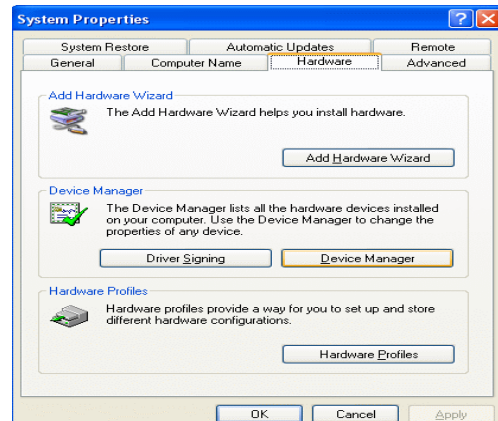 System Properties
System Restore Automatic Updates Remote
General Computer Name Hardware Advanced
Add Hardware Wizard
The Add Hardware Wizard helps you install hardware.
Add Hardware Wizard
Device Manager
The Device Manager lists all the hardware devices installed
on your computer. Use the Device Manager to change the
properties of any device.
Driver Signing Device Manager
Hardware Profiles
Hardware profiles provide a way for you to set up and store
different hardware configurations.
Hardware Profiles
OK Cancel Apply